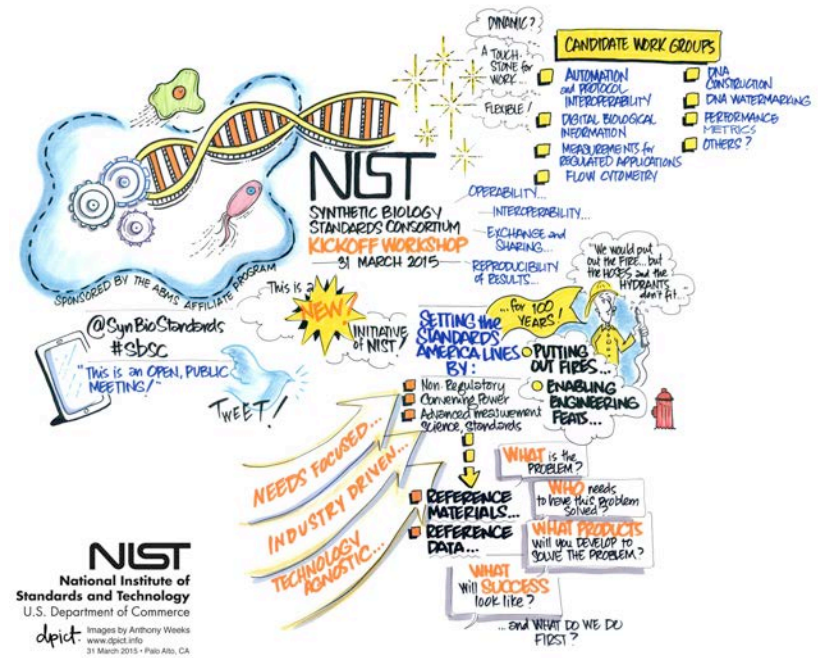 DYNAMIC?
A TOUCH-
STONE for
WORK...
FLEXIBLE!
CANDIDATE WORK GROUPS
AUTOMATION
and PROTOCOL
INTEROPERABILITY
DIGITAL BIOLOGICAL
INFORMATION
MEASUREMENTS for
REGULATED APPLICATIONS
FLOW CYTOMETRY
DNA
CONSTRUCTION
DNA WATERMARKING
PERFORMANCE
METRICS
OTHERS?
NIST
SYNTHETIC BIOLOGY
STANDARDS CONSORTIUM
KICKOFF WORKSHOP
31 MARCH 2015
SPONSORED BY THE ABMS AFFILIATE PROGRAM
OPERABILITY...
INTEROPERABILITY...
EXCHANGE and
SHARING...
REPRODUCIBILITY
OF RESULTS...
"We would put
out the FIRE...but
the HOSES and the
HYDRANTS
don't fit...
This is a
NEW?
INITIATIVE
of NIST!
@SynBioStandards
#sbsc
"This is an OPEN, PUBLIC
MEETING!"
TWEET!
SETTING the
STANDARDS
AMERICA LINES
BY:
...for 100
YEARS!
PUTTING
OUT FIRES...
ENABLING
ENGINEERING
FEATS...
Non-Regulatory
Convening Power
Advanced measurement
science, standards
NEEDS FOCUSED...
INDUSTRY DRIVEN...
TECHNOLOGY
AGNOSTIC...
REFERENCE
MATERIALS...
REFERENCE
DATA...
WHAT is the
PROBLEM?
WHO needs
to have this problem
solved?
WHAT PRODUCTS
will you DEVELOP to
SOLVE THE PROBLEM?
WHAT
will SUCCESS
look like?
...and WHAT DO WE DO
FIRST?
NIST
National Institute of
Standards and Technology
U.S. Department of Commerce
dpict. Images by Anthony Weeks
www.dpict.info
31 March 2015 • Palo Alto, CA